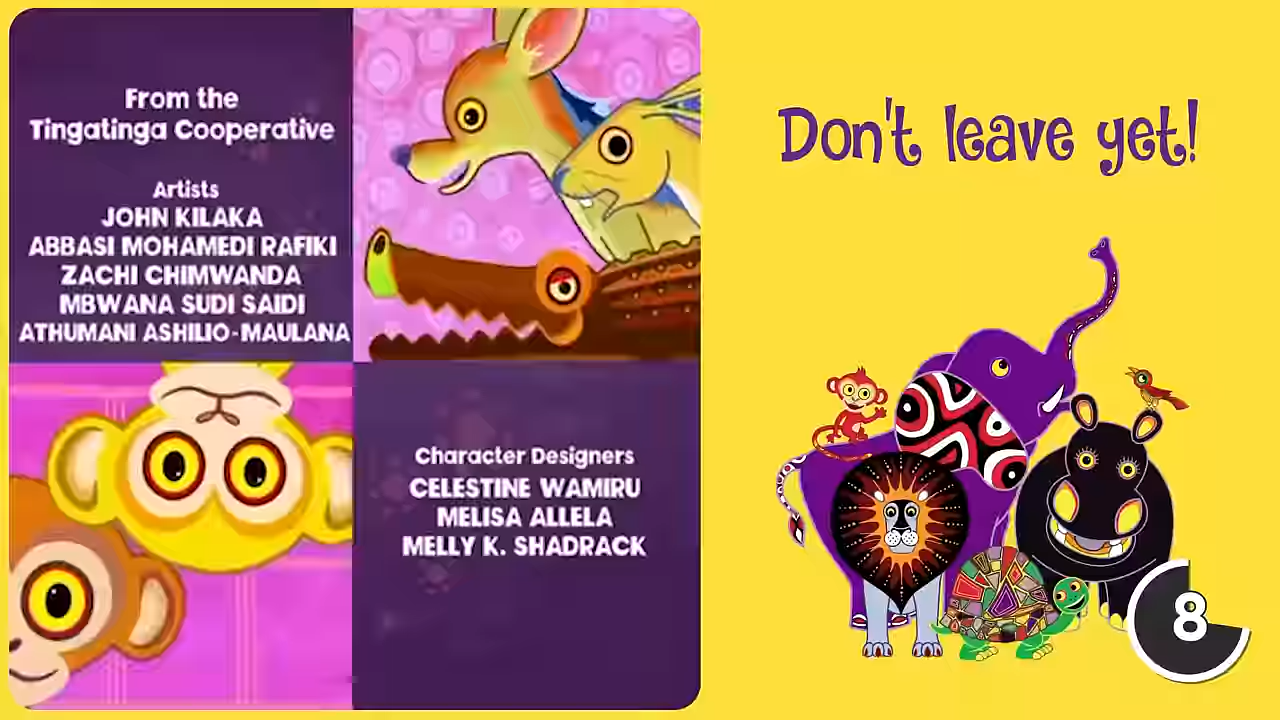 From the
Tingatinga Cooperative
Artists
JOHN KILAKA
ABBASI MOHAMEDI RAFIKI
ZACHI CHIMWANDA
MBWANA SUDI SAIDI
ATHUMANI ASHILIO-MAULANA
Character Designers
CELESTINE WAMIRU
MELISA ALLELA
MELLY K. SHADRACK
Don't leave yet!
8